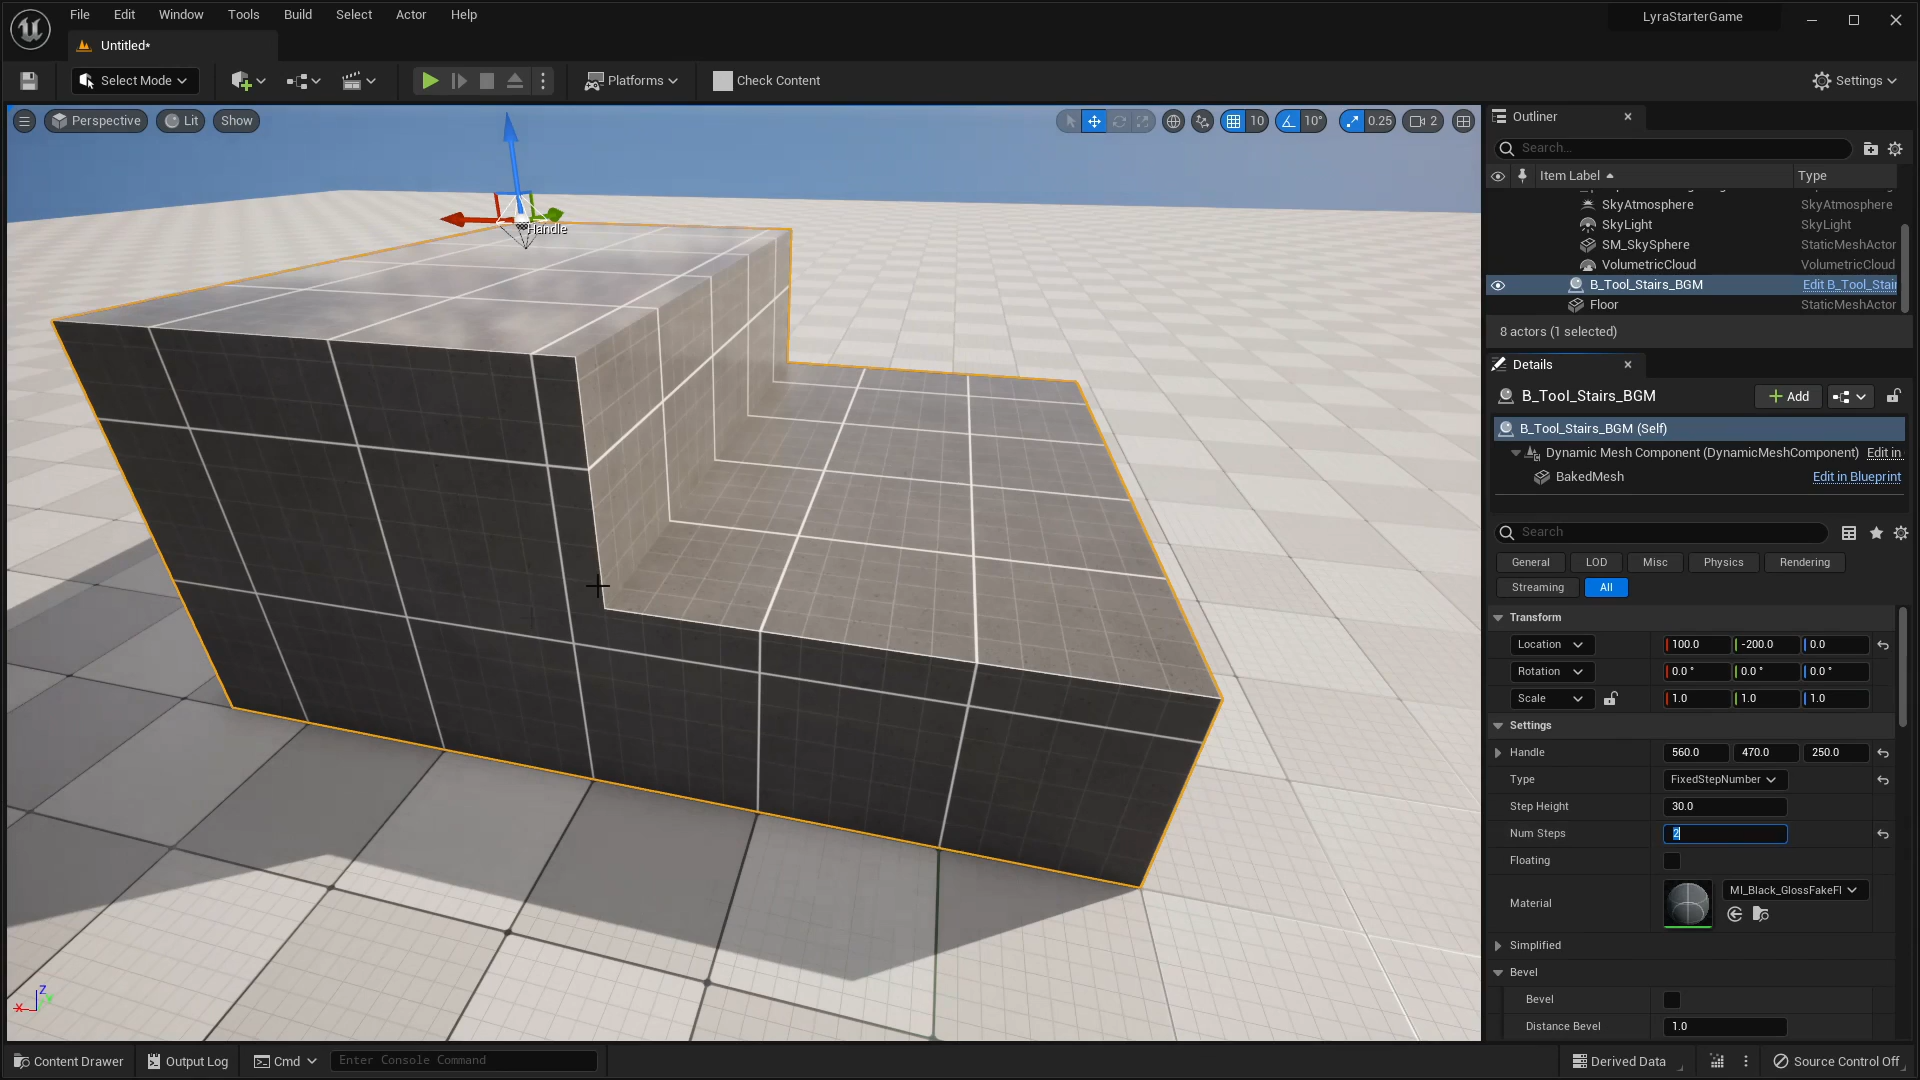 File Edit Window Tools Build Select Actor Help
LyraStarterGame
Untitled*
Select Mode
Platforms
Check Content
Settings
Perspective
Lit
Show
10
10°
0.25
2
Handle
Outliner
Search...
Item Label
Type
SkyAtmosphere SkyAtmosphere
SkyLight SkyLight
SM_SkySphere StaticMeshActor
VolumetricCloud VolumetricCloud
B_Tool_Stairs_BGM Edit B_Tool_Stair
Floor StaticMeshActor
8 actors (1 selected)
Details
B_Tool_Stairs_BGM
Add
B_Tool_Stairs_BGM (Self)
Dynamic Mesh Component (DynamicMeshComponent) Edit in
BakedMesh Edit in Blueprint
Search
General LOD Misc Physics Rendering
Streaming All
Transform
Location 100.0 -200.0 0.0
Rotation 0.0 ° 0.0 ° 0.0 °
Scale 1.0 1.0 1.0
Settings
Handle 560.0 470.0 250.0
Type FixedStepNumber
Step Height 30.0
Num Steps 2
Floating
Material MI_Black_GlossFakeFl
Simplified
Bevel
Bevel
Distance Bevel 1.0
Z
X
Y
Content Drawer
Output Log
Cmd
Enter Console Command
Derived Data
Source Control Off